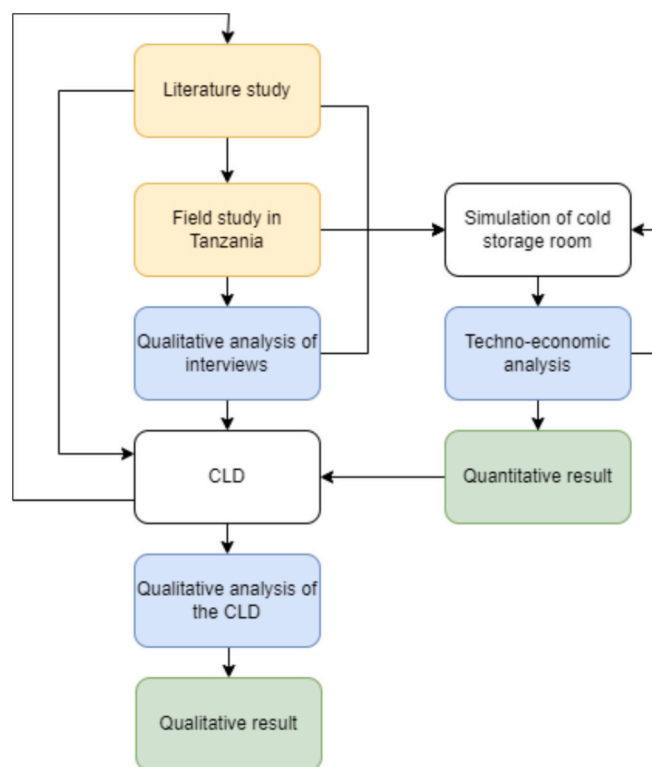 Literature study
Field study in
Tanzania
Simulation of cold
storage room
Qualitative analysis of
interviews
Techno-economic
analysis
CLD
Quantitative result
Qualitative analysis of
the CLD
Qualitative result